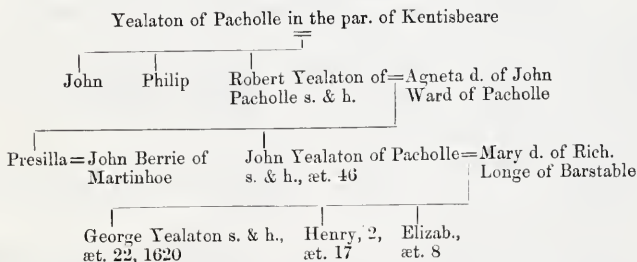 Yealaton of Pacholle in the par. of Kentisbeare
John Philip Robert Yealaton of=Agneta d. of John
Pacholle s. & h. Ward of Pacholle
Presilla=John Berrie of John Yealaton of Pacholle=Mary d. of Rich.
Martinhoe s. & h., æt. 46 Longe of Barstable
George Yealaton s. & h., Henry, 2, Elizab.,
æt. 22, 1620 æt. 17 æt. 8